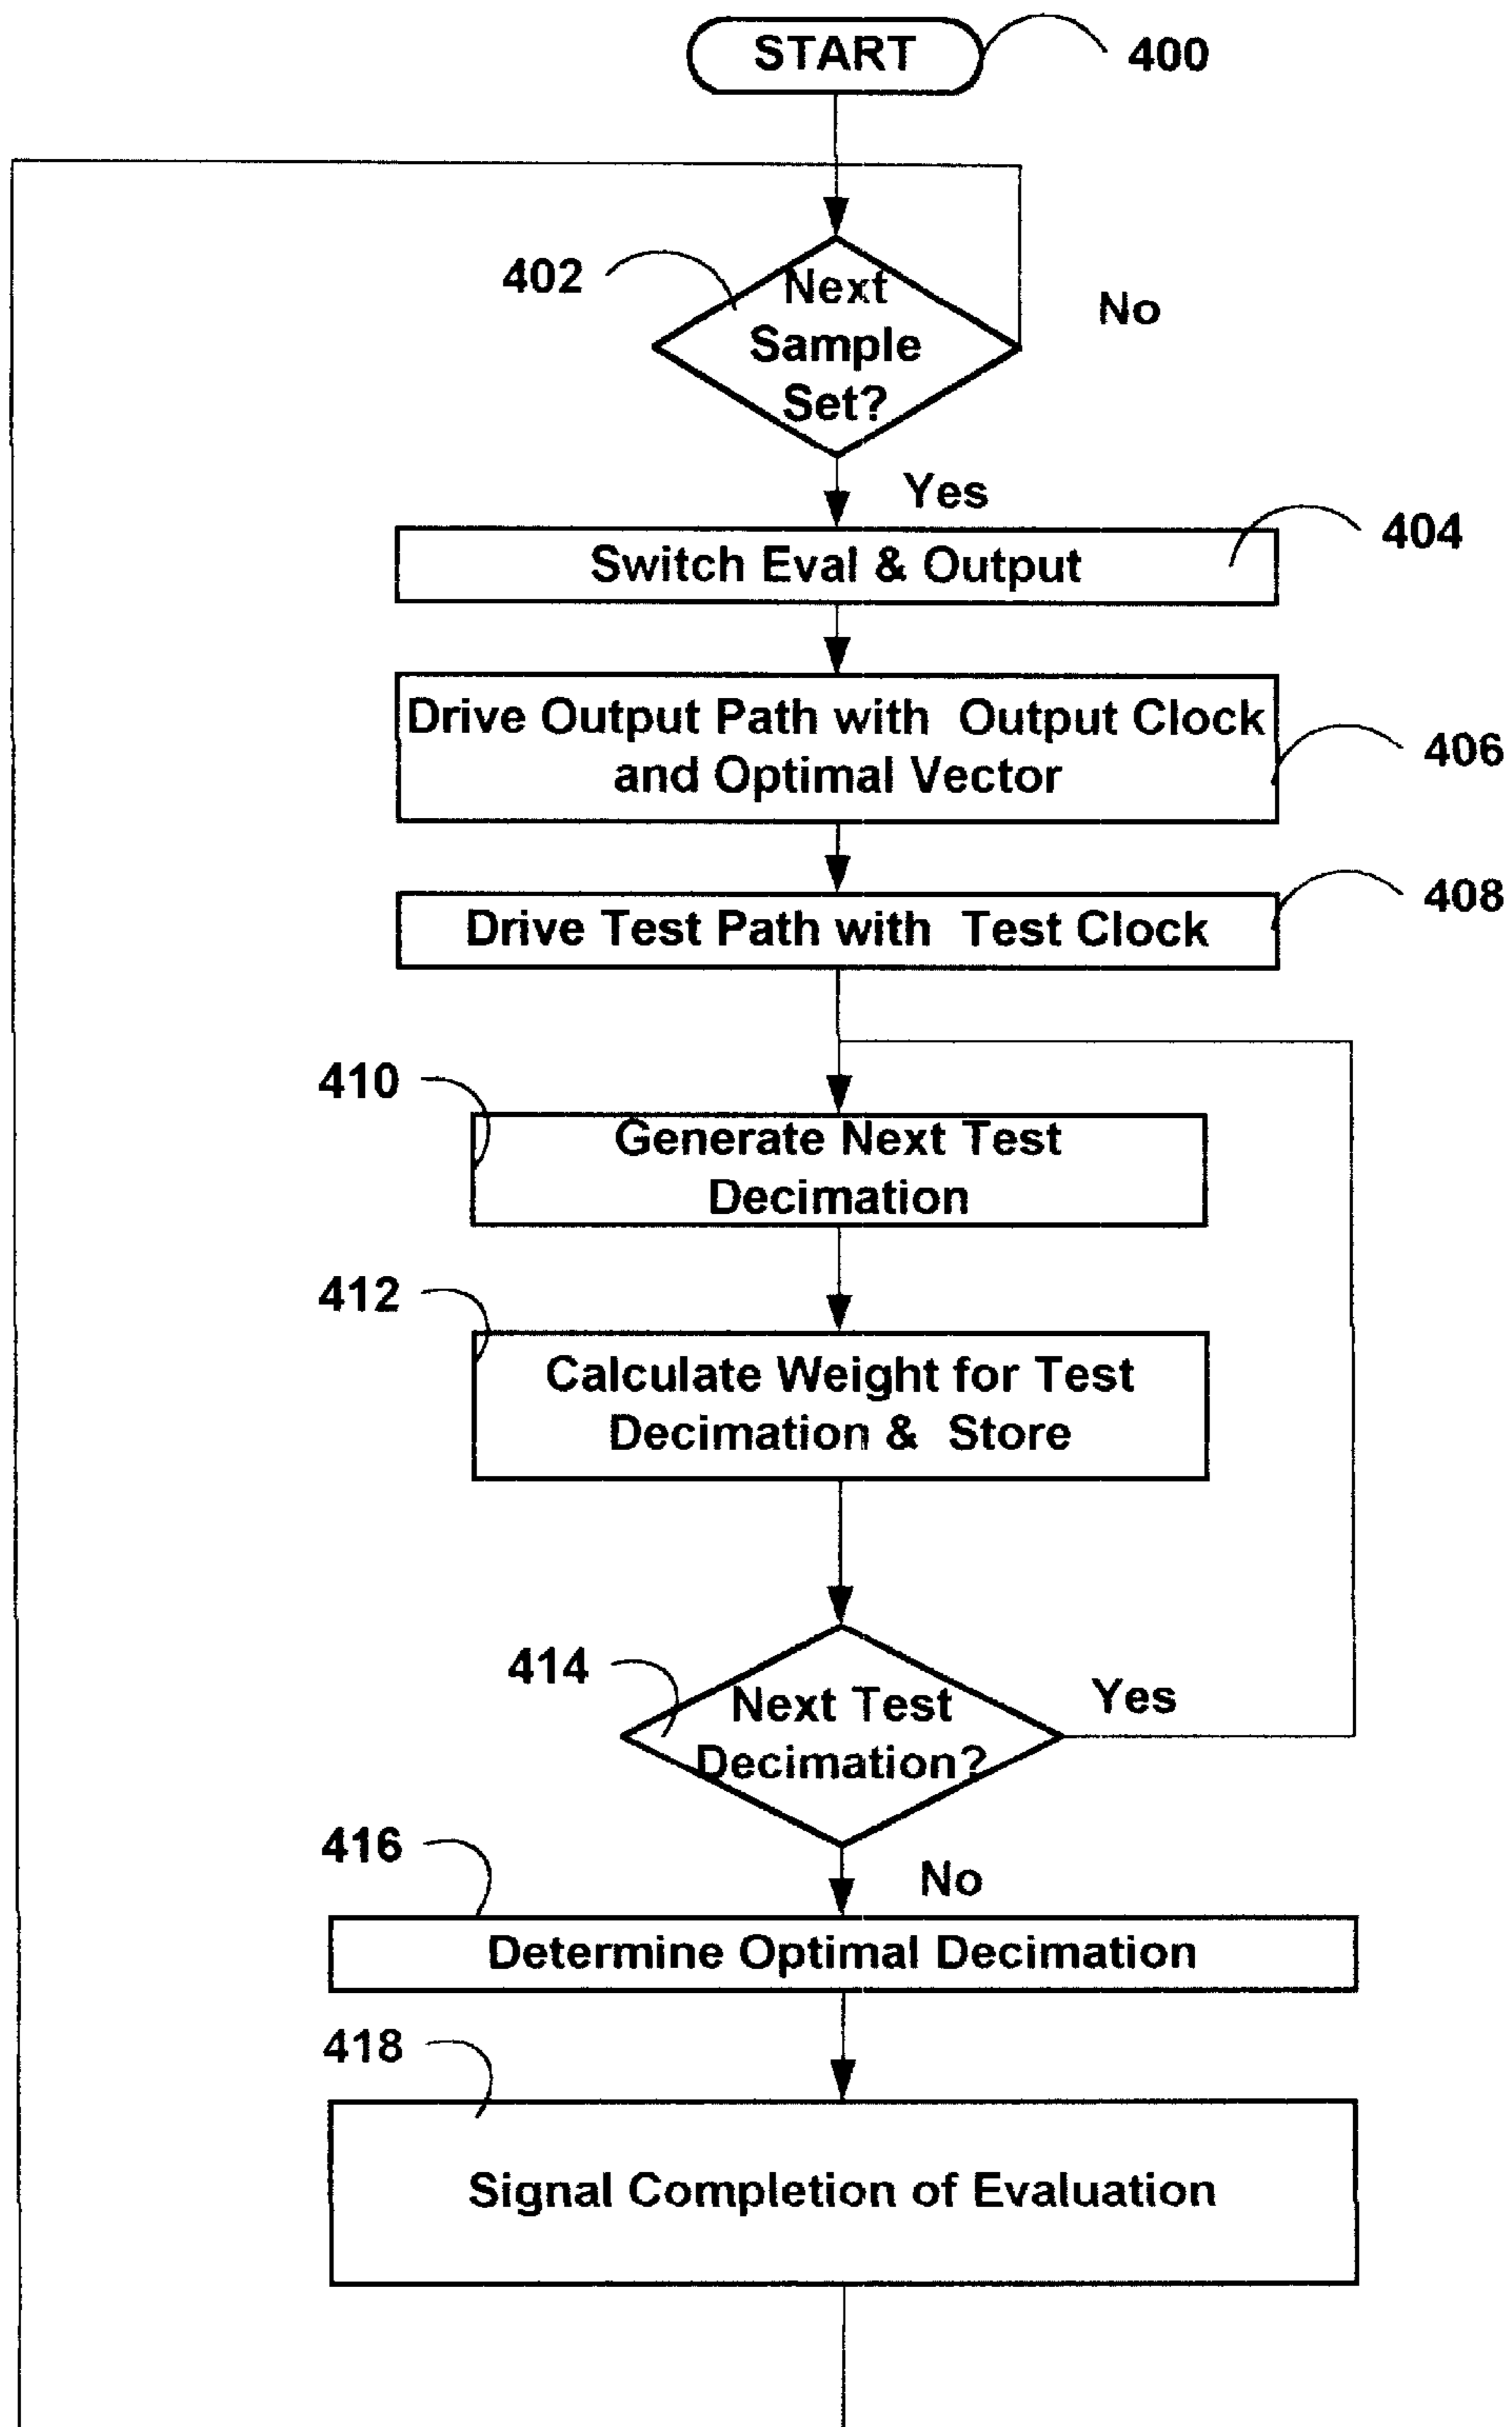 START
400
402
Next
Sample
Set?
No
Yes
Switch Eval & Output
404
Drive Output Path with Output Clock
and Optimal Vector
406
Drive Test Path with Test Clock
408
410
Generate Next Test
Decimation
412
Calculate Weight for Test
Decimation & Store
414
Next Test
Decimation?
Yes
416
No
Determine Optimal Decimation
418
Signal Completion of Evaluation